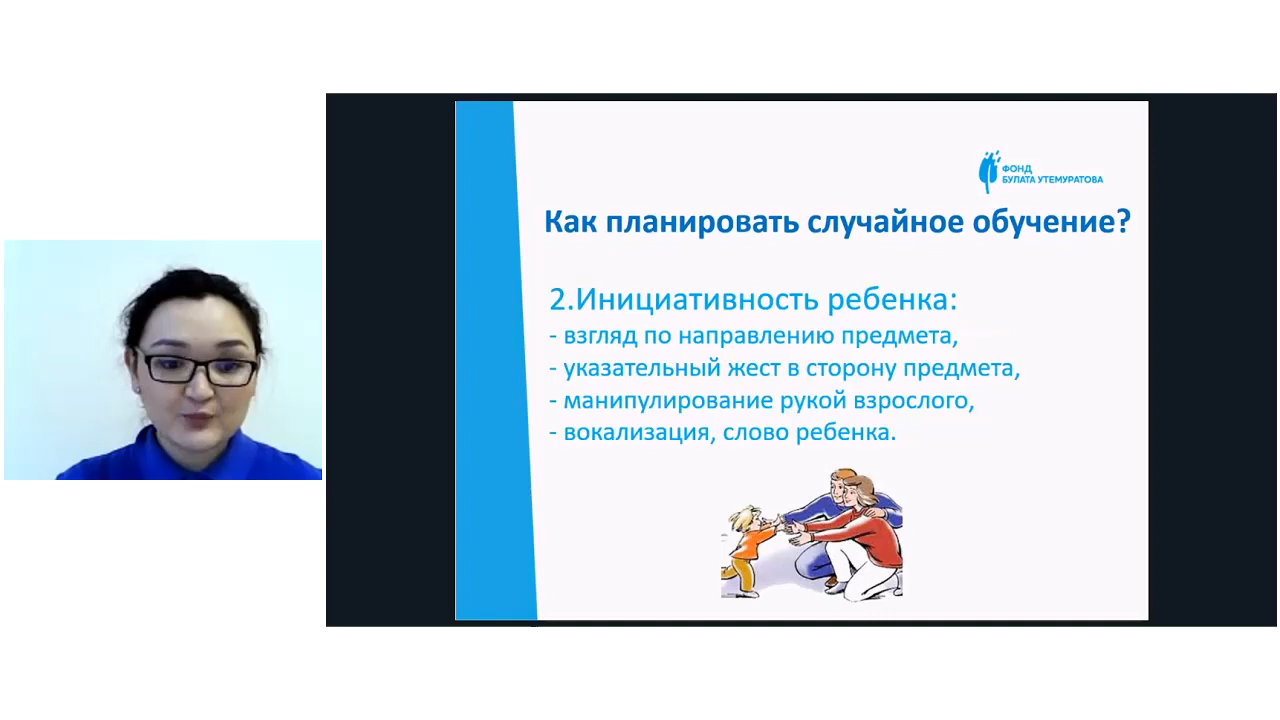 ФОНД
БУЛАТА УТЕМУРАТОВА
Как планировать случайное обучение?
2.Инициативность ребенка:
- взгляд по направлению предмета,
- указательный жест в сторону предмета,
- манипулирование рукой взрослого,
- вокализация, слово ребенка.